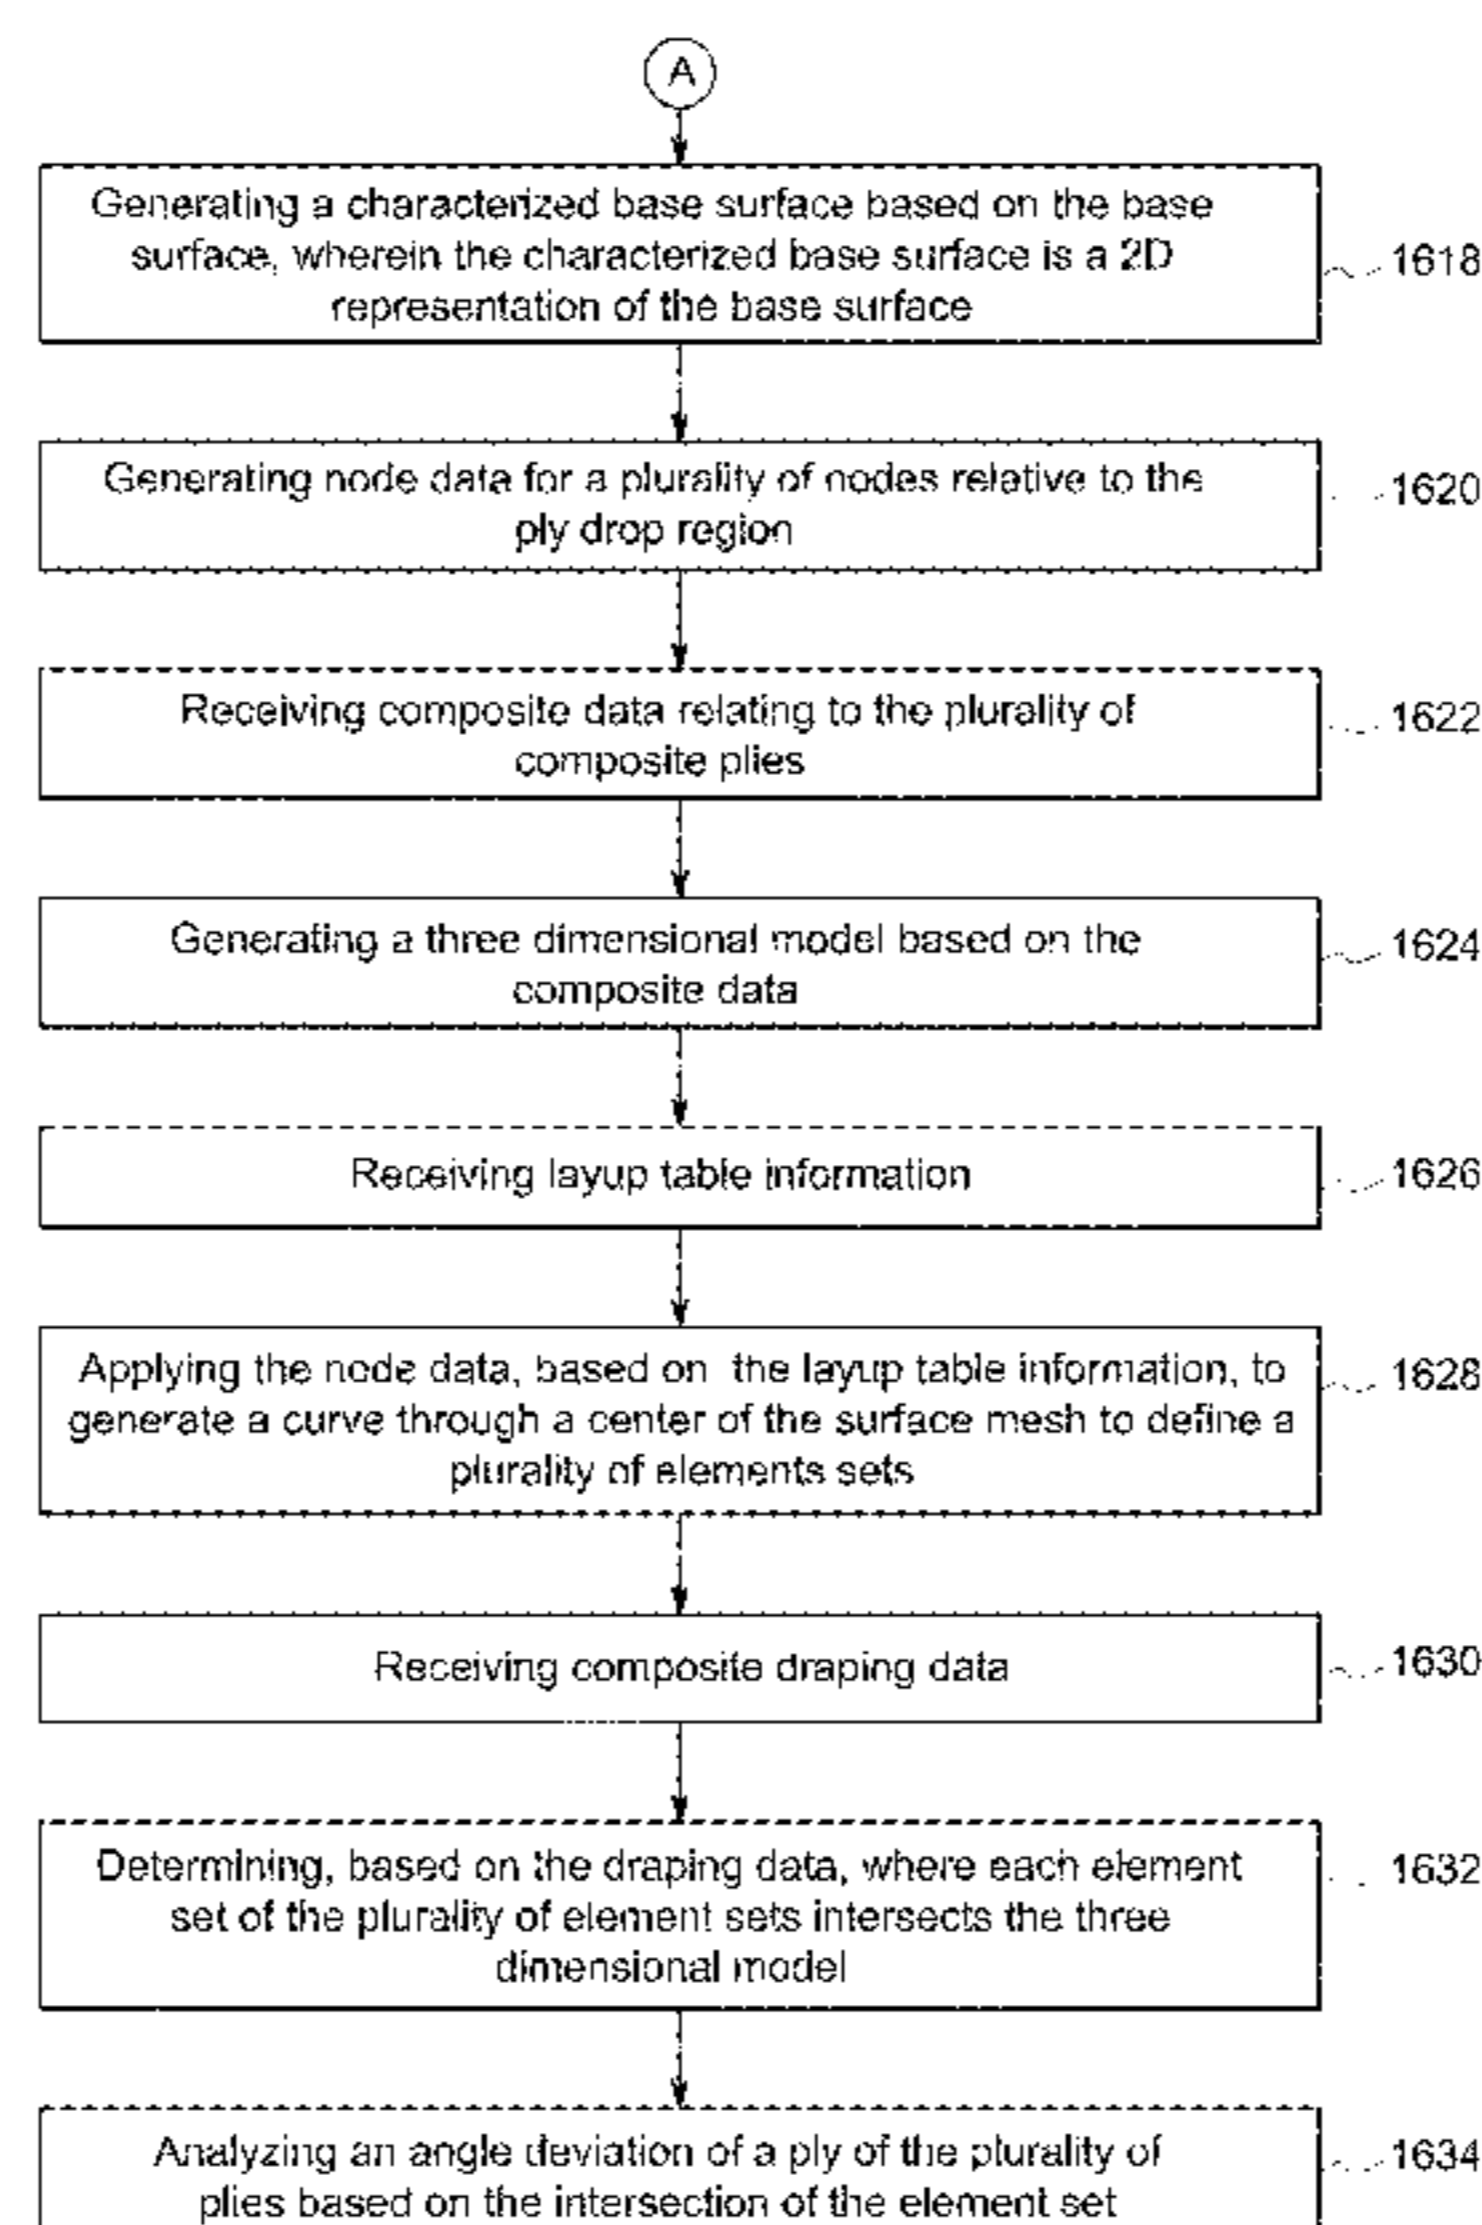 A
Generating a characterized base surface based on the base
surface, wherein the characterized base surface is a 2D
representation of the base surface
1618
Generating node data for a plurality of nodes relative to the
ply drop region
1620
Receiving composite data relating to the plurality of
composite plies
1622
Generating a three dimensional model based on the
composite data
1624
Receiving layup table information
1626
Applying the node data, based on the layup table information, to
generate a curve through a center of the surface mesh to define a
plurality of elements sets
1628
Receiving composite draping data
1630
Determining, based on the draping data, where each element
set of the plurality of element sets intersects the three
dimensional model
1632
Analyzing an angle deviation of a ply of the plurality of
plies based on the intersection of the element set
1634